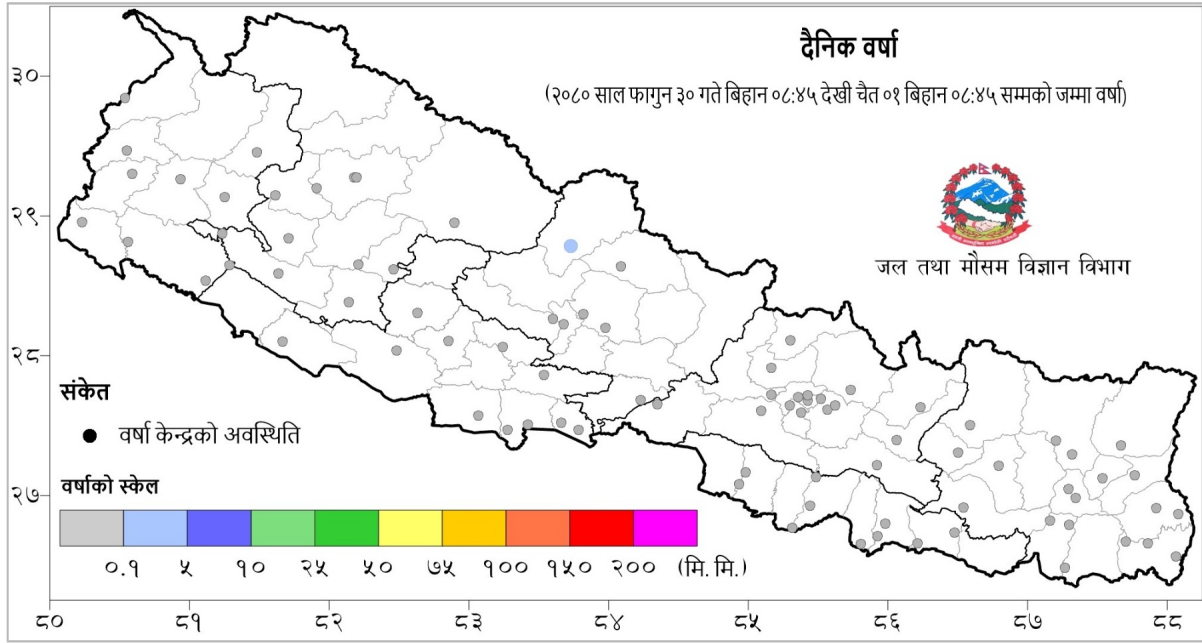 दैनिक वर्षा
(२०८० साल फागुन ३० गते बिहान ०८:४५ देखी चैत ०१ बिहान ०८:४५ सम्मको जम्मा वर्षा)
जल तथा मौसम विज्ञान विभाग
३०
२९
२८
२७
संकेत
वर्षा केन्द्रको अवस्थिति
वर्षाको स्केल
०.१ ५ १० २५ ५० ७५ १०० १५० २०० (मि. मि.)
८० ८१ ८२ ८३ ८४ ८५ ८६ ८७ ८८